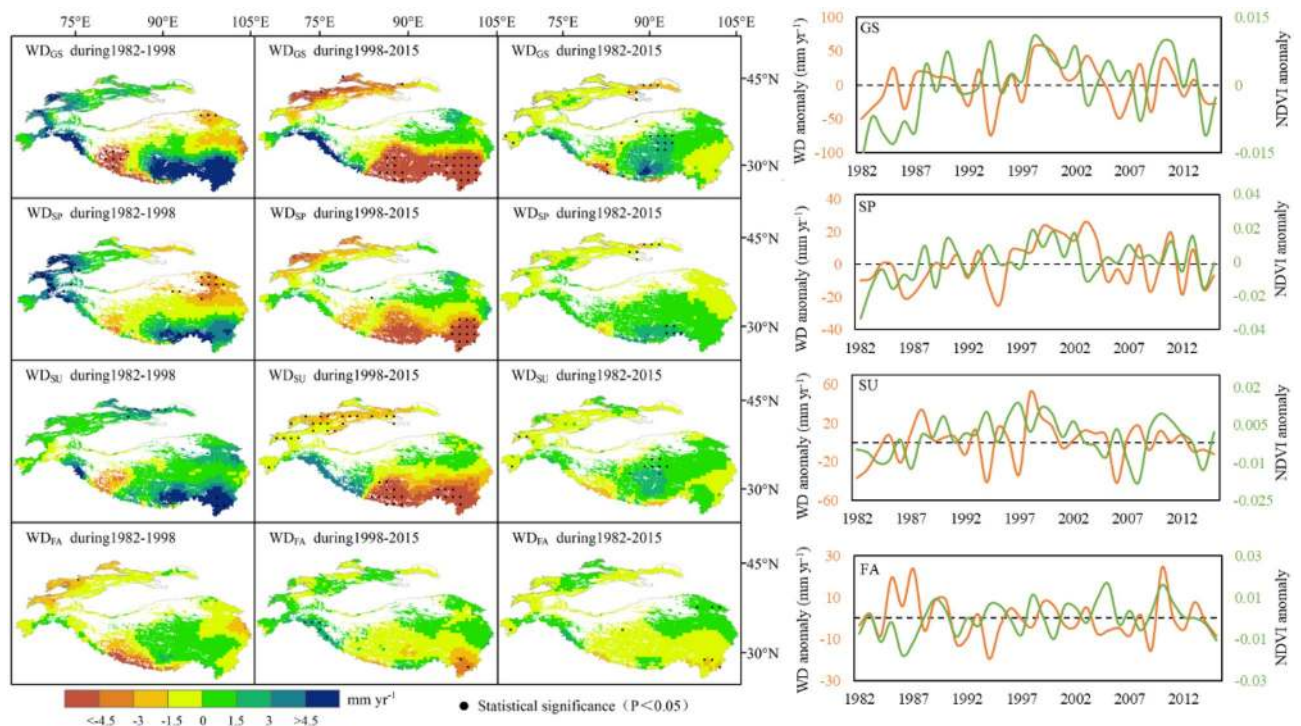 75°E 90°E 105°E 75°E 90°E 105°E 75°E 90°E 105°E
WDGS during1982-1998
WDGS during1998-2015
WDGS during1982-2015
45°N
30°N
WDSP during1982-1998
WDSP during1998-2015
WDSP during1982-2015
45°N
30°N
WDSU during1982-1998
WDSU during1998-2015
WDSU during1982-2015
45°N
30°N
WDFA during1982-1998
WDFA during1998-2015
WDFA during1982-2015
45°N
30°N
mm yr-1
<-4.5 -3 -1.5 0 1.5 3 >4.5
● Statistical significance（P＜0.05）
GS
WD anomaly (mm yr-1)
100
50
0
-50
-100
NDVI anomaly
0.015
0
-0.015
1982 1987 1992 1997 2002 2007 2012
SP
WD anomaly (mm yr-1)
40
20
0
-20
-40
NDVI anomaly
0.04
0.02
0
-0.02
-0.04
1982 1987 1992 1997 2002 2007 2012
SU
WD anomaly (mm yr-1)
60
20
-20
-60
NDVI anomaly
0.02
0.005
-0.01
-0.025
1982 1987 1992 1997 2002 2007 2012
FA
WD anomaly (mm yr-1)
30
10
-10
-30
NDVI anomaly
0.03
0.01
-0.01
-0.03
1982 1987 1992 1997 2002 2007 2012